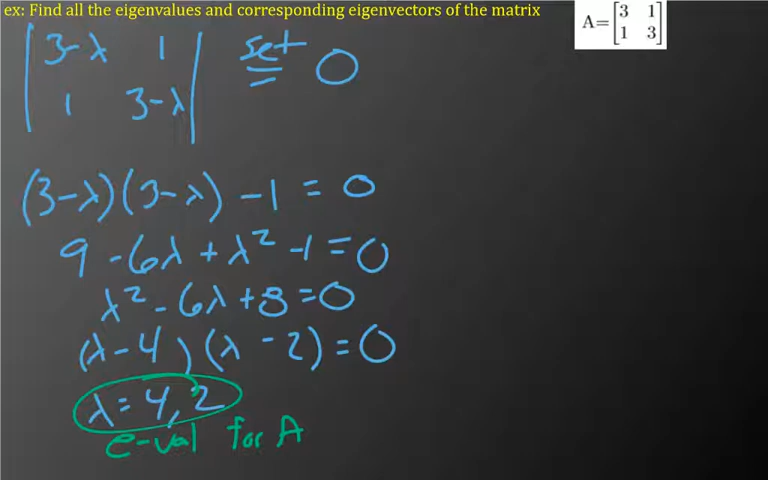 ex: Find all the eigenvalues and corresponding eigenvectors of the matrix
A=[3 1
1 3]
|3-λ 1
1 3-λ| set = 0
(3-λ)(3-λ) -1 = 0
9 -6λ + λ² -1 = 0
λ² -6λ +8 = 0
(λ-4)(λ-2) = 0
λ = 4, 2
e-val for A